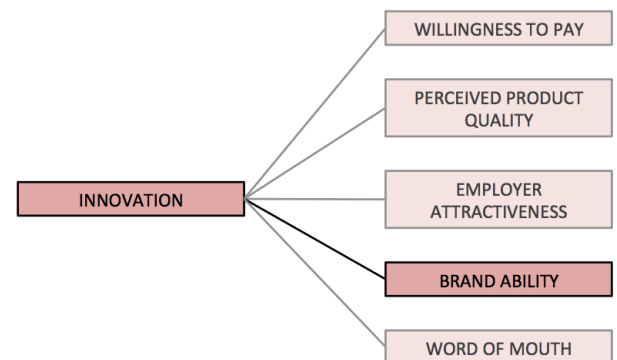 WILLINGNESS TO PAY
PERCEIVED PRODUCT
QUALITY
EMPLOYER
ATTRACTIVENESS
INNOVATION
BRAND ABILITY
WORD OF MOUTH